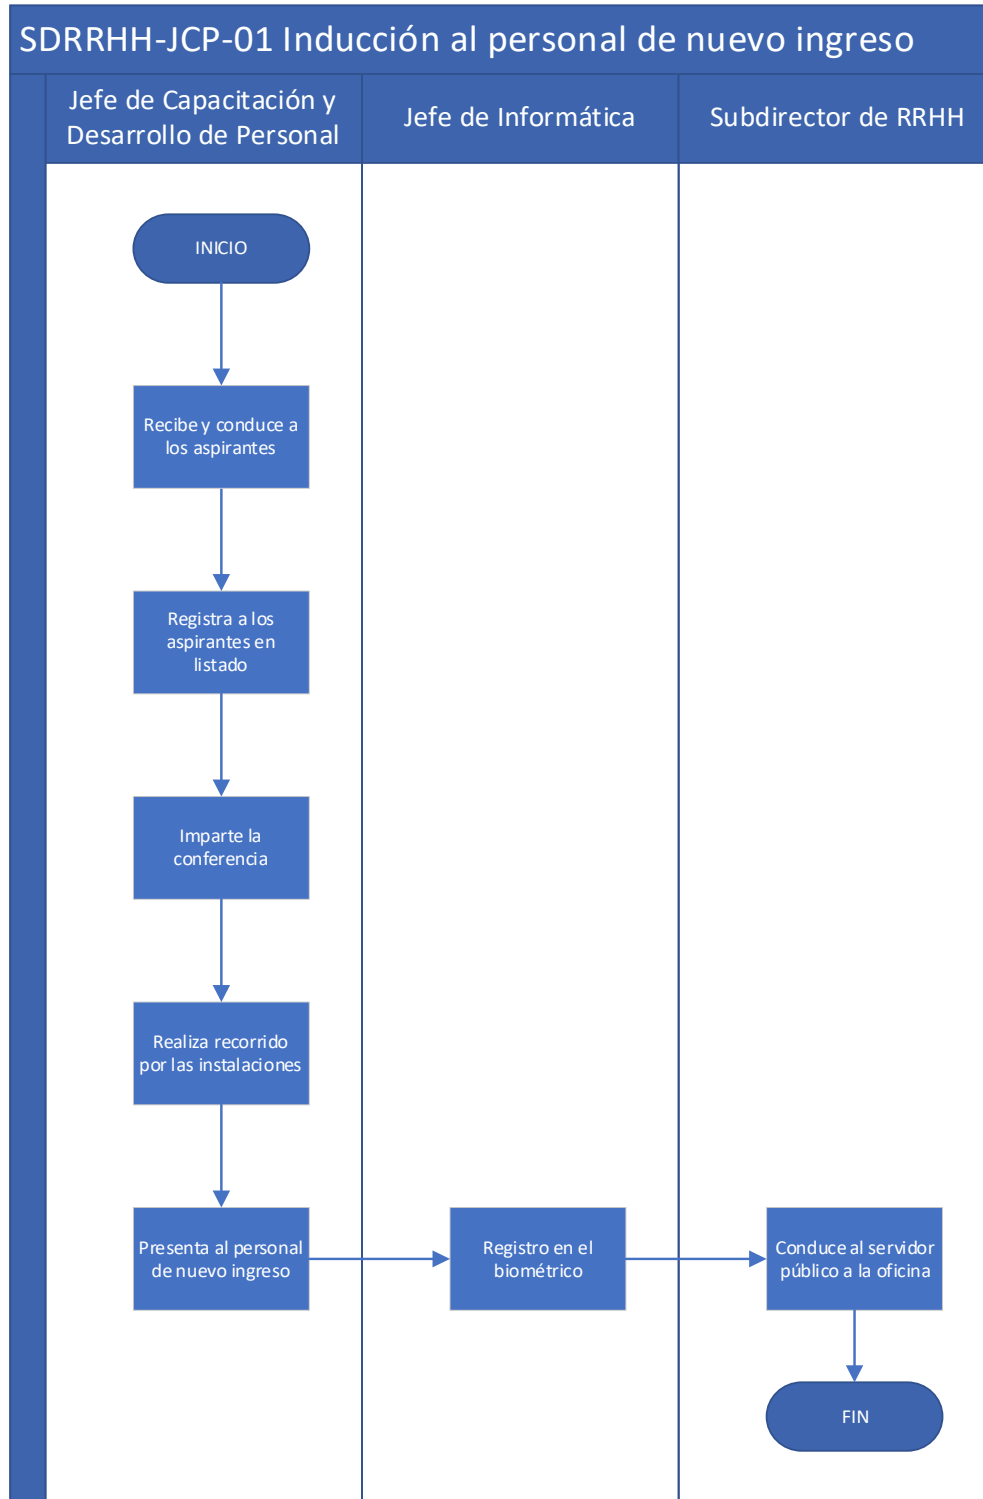 SDRRHH-JCP-01 Inducción al personal de nuevo ingreso
Jefe de Capacitación y
Desarrollo de Personal
Jefe de Informática
Subdirector de RRHH
INICIO
Recibe y conduce a
los aspirantes
Registra a los
aspirantes en
listado
Imparte la
conferencia
Realiza recorrido
por las instalaciones
Presenta al personal
de nuevo ingreso
Registro en el
biométrico
Conduce al servidor
público a la oficina
FIN